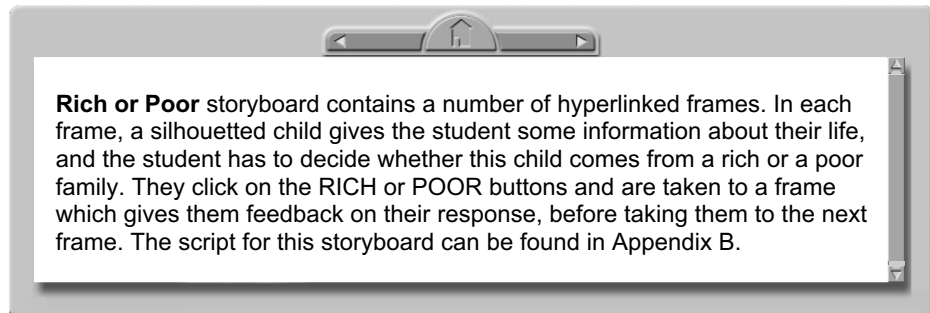 Rich or Poor storyboard contains a number of hyperlinked frames. In each
frame, a silhouetted child gives the student some information about their life,
and the student has to decide whether this child comes from a rich or a poor
family. They click on the RICH or POOR buttons and are taken to a frame
which gives them feedback on their response, before taking them to the next
frame. The script for this storyboard can be found in Appendix B.